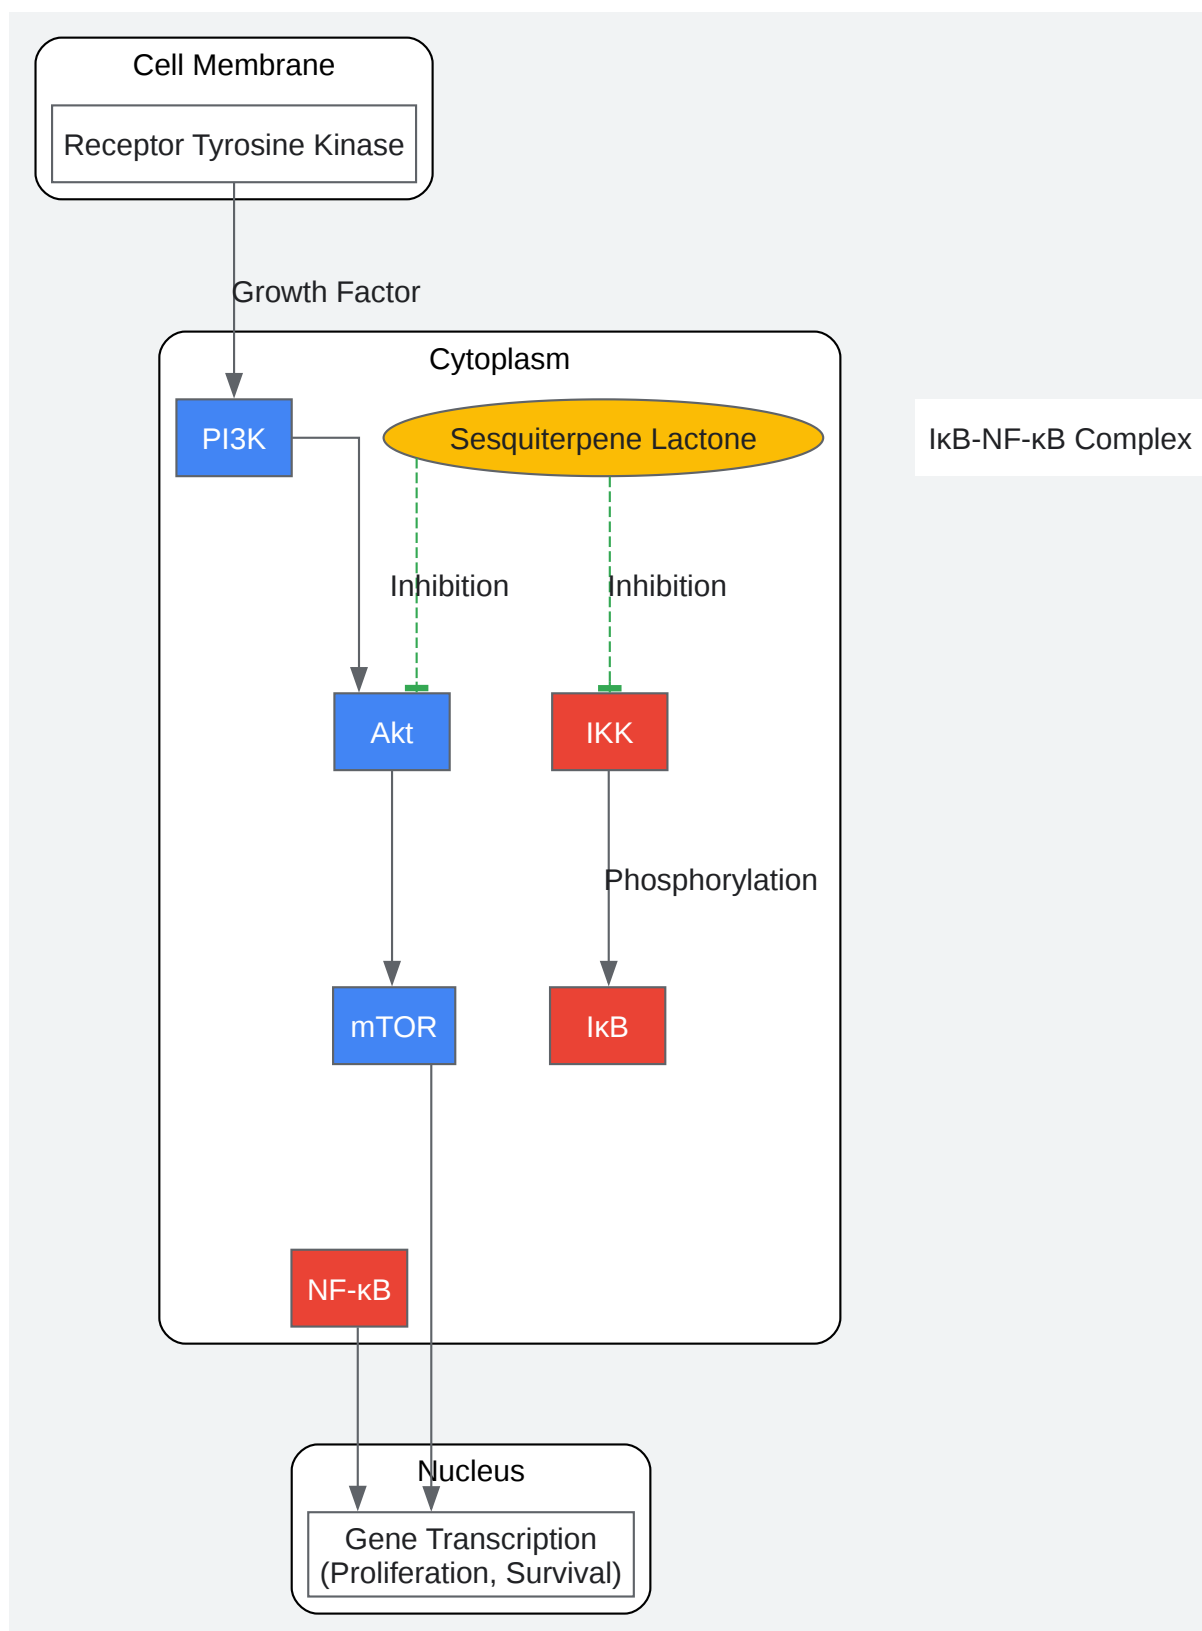 Cell Membrane
Receptor Tyrosine Kinase
Growth Factor
Cytoplasm
PI3K
Sesquiterpene Lactone
IκB-NF-κB Complex
Inhibition
Inhibition
Akt
IKK
Phosphorylation
mTOR
IκB
NF-κB
Nucleus
Gene Transcription
(Proliferation, Survival)